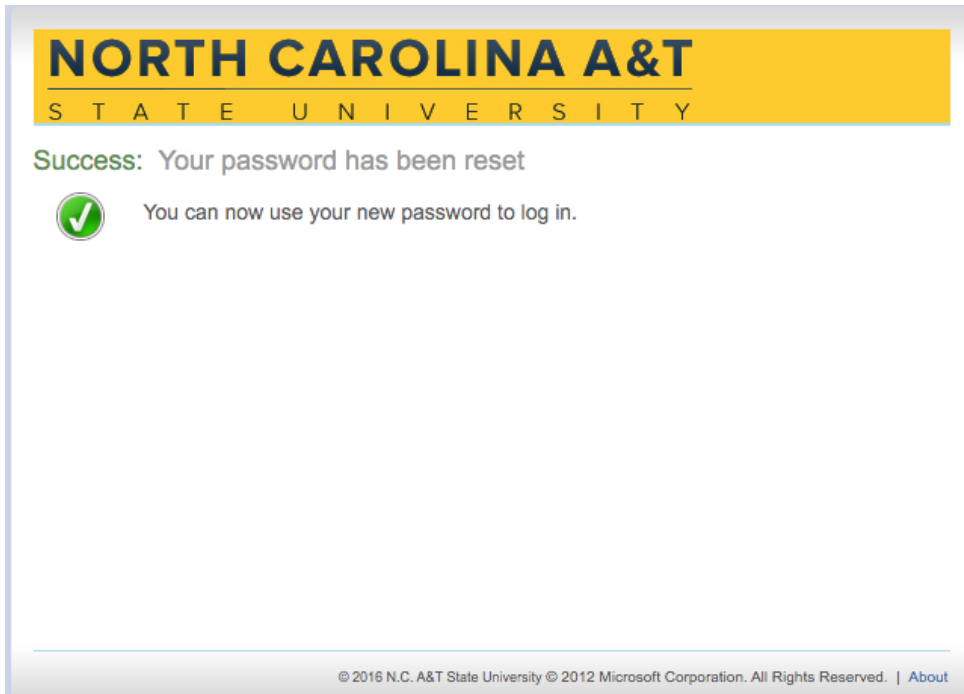 NORTH CAROLINA A&T
STATE UNIVERSITY
Success: Your password has been reset
You can now use your new password to log in.
© 2016 N.C. A&T State University © 2012 Microsoft Corporation. All Rights Reserved. | About